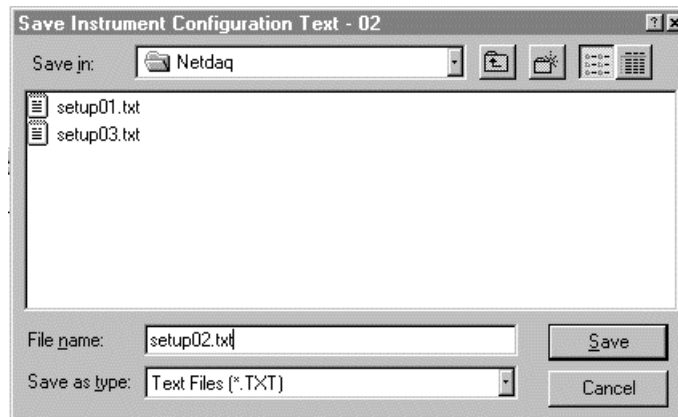 Save Instrument Configuration Text - 02
Save in: Netdaq
setup01.txt
setup03.txt
File name: setup02.txt
Save
Save as type: Text Files (*.TXT)
Cancel